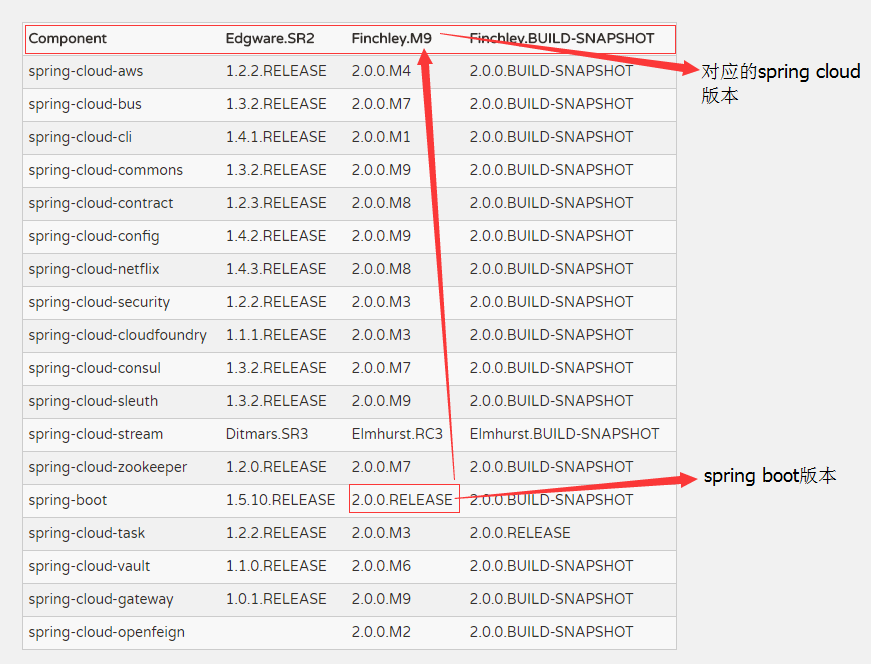 Component Edgware.SR2 Finchley.M9 Finchley.BUILD-SNAPSHOT
spring-cloud-aws 1.2.2.RELEASE 2.0.0.M4 2.0.0.BUILD-SNAPSHOT
对应的spring cloud
版本
spring-cloud-bus 1.3.2.RELEASE 2.0.0.M7 2.0.0.BUILD-SNAPSHOT
spring-cloud-cli 1.4.1.RELEASE 2.0.0.M1 2.0.0.BUILD-SNAPSHOT
spring-cloud-commons 1.3.2.RELEASE 2.0.0.M9 2.0.0.BUILD-SNAPSHOT
spring-cloud-contract 1.2.3.RELEASE 2.0.0.M8 2.0.0.BUILD-SNAPSHOT
spring-cloud-config 1.4.2.RELEASE 2.0.0.M9 2.0.0.BUILD-SNAPSHOT
spring-cloud-netflix 1.4.3.RELEASE 2.0.0.M8 2.0.0.BUILD-SNAPSHOT
spring-cloud-security 1.2.2.RELEASE 2.0.0.M3 2.0.0.BUILD-SNAPSHOT
spring-cloud-cloudfoundry 1.1.1.RELEASE 2.0.0.M3 2.0.0.BUILD-SNAPSHOT
spring-cloud-consul 1.3.2.RELEASE 2.0.0.M7 2.0.0.BUILD-SNAPSHOT
spring-cloud-sleuth 1.3.2.RELEASE 2.0.0.M9 2.0.0.BUILD-SNAPSHOT
spring-cloud-stream Ditmars.SR3 Elmhurst.RC3 Elmhurst.BUILD-SNAPSHOT
spring-cloud-zookeeper 1.2.0.RELEASE 2.0.0.M7 2.0.0.BUILD-SNAPSHOT
spring boot版本
spring-boot 1.5.10.RELEASE 2.0.0.RELEASE 2.0.0.BUILD-SNAPSHOT
spring-cloud-task 1.2.2.RELEASE 2.0.0.M3 2.0.0.RELEASE
spring-cloud-vault 1.1.0.RELEASE 2.0.0.M6 2.0.0.BUILD-SNAPSHOT
spring-cloud-gateway 1.0.1.RELEASE 2.0.0.M9 2.0.0.BUILD-SNAPSHOT
spring-cloud-openfeign 2.0.0.M2 2.0.0.BUILD-SNAPSHOT